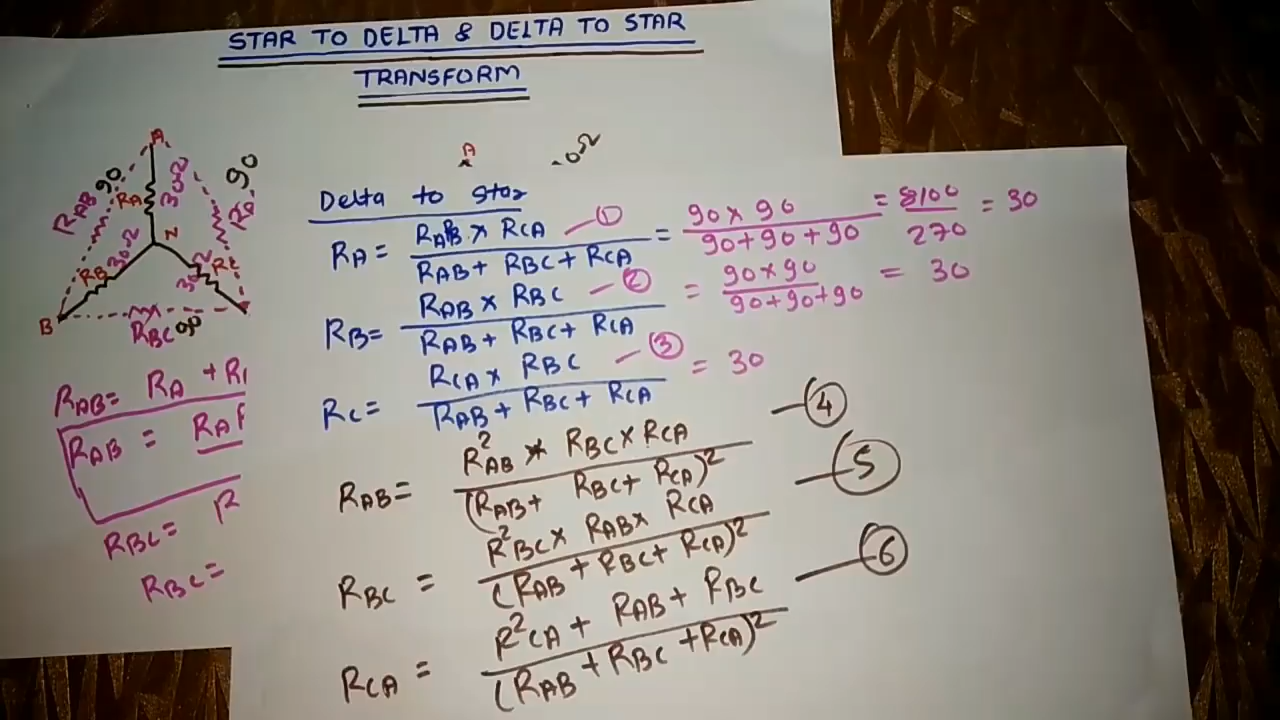 STAR TO DELTA & DELTA TO STAR
TRANSFORM
A
Delta to star
RA = RAB × RCA / RAB + RBC + RCA — ① = 90 × 90 / 90 + 90 + 90 = 8100 / 270 = 30
RB = RAB × RBC / RAB + RBC + RCA — ② = 90 × 90 / 90 + 90 + 90 = 30
RC = RCA × RBC / RAB + RBC + RCA — ③ = 30
RAB = R²AB × RBC × RCA / (RAB + RBC + RCA)² — ④
RBC = R²BC × RAB × RCA / (RAB + RBC + RCA)² — ⑤
RCA = R²CA + RAB + RBC / (RAB + RBC + RCA)² — ⑥
A
RAB 90
RA 30Ω
90
N
RB 30Ω
RC 30Ω
B
RBC 90
RAB = RA +
RAB =
RBC =
RBC =